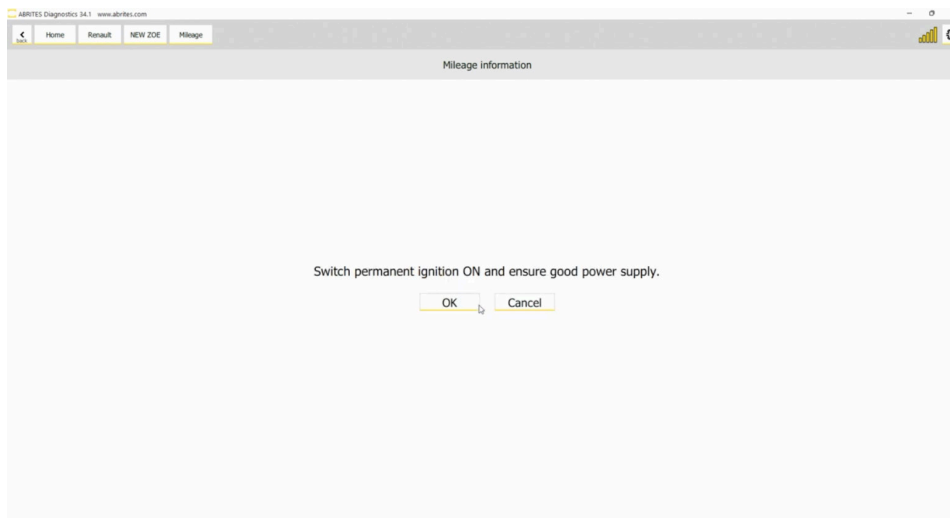 ABRITES Diagnostics 34.1 www.abrites.com
back Home Renault NEW ZOE Mileage
Mileage information
Switch permanent ignition ON and ensure good power supply.
OK Cancel